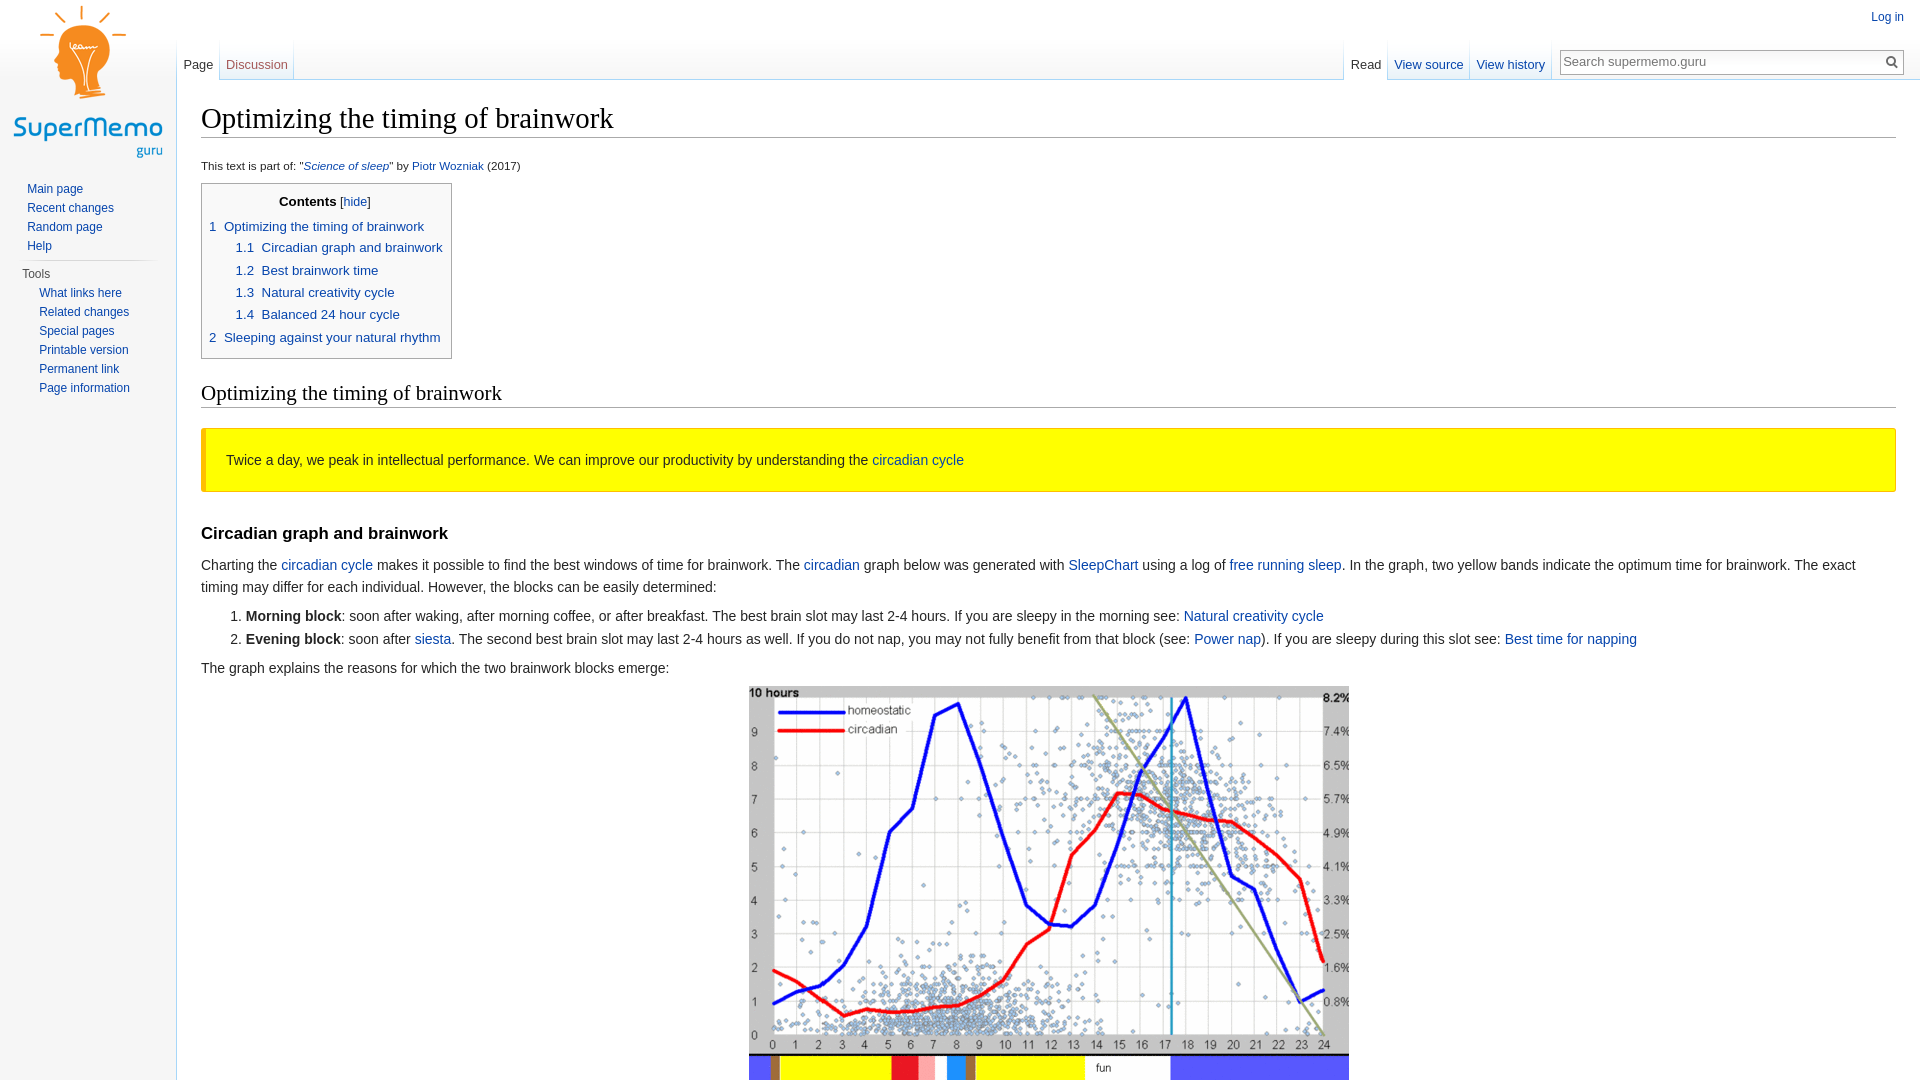 Log in
learn
SuperMemo
guru
Page
Discussion
Read
View source
View history
Search supermemo.guru
Main page
Recent changes
Random page
Help
Tools
What links here
Related changes
Special pages
Printable version
Permanent link
Page information
Optimizing the timing of brainwork
This text is part of: "Science of sleep" by Piotr Wozniak (2017)
Contents [hide]
1 Optimizing the timing of brainwork
1.1 Circadian graph and brainwork
1.2 Best brainwork time
1.3 Natural creativity cycle
1.4 Balanced 24 hour cycle
2 Sleeping against your natural rhythm
Optimizing the timing of brainwork
Twice a day, we peak in intellectual performance. We can improve our productivity by understanding the circadian cycle
Circadian graph and brainwork
Charting the circadian cycle makes it possible to find the best windows of time for brainwork. The circadian graph below was generated with SleepChart using a log of free running sleep. In the graph, two yellow bands indicate the optimum time for brainwork. The exact
timing may differ for each individual. However, the blocks can be easily determined:
1. Morning block: soon after waking, after morning coffee, or after breakfast. The best brain slot may last 2-4 hours. If you are sleepy in the morning see: Natural creativity cycle
2. Evening block: soon after siesta. The second best brain slot may last 2-4 hours as well. If you do not nap, you may not fully benefit from that block (see: Power nap). If you are sleepy during this slot see: Best time for napping
The graph explains the reasons for which the two brainwork blocks emerge:
10 hours
8.2%
homeostatic
circadian
9
7.4%
8
6.5%
7
5.7%
6
4.9%
5
4.1%
4
3.3%
3
2.5%
2
1.6%
1
0.8%
0
0 1 2 3 4 5 6 7 8 9 10 11 12 13 14 15 16 17 18 19 20 21 22 23 24
fun